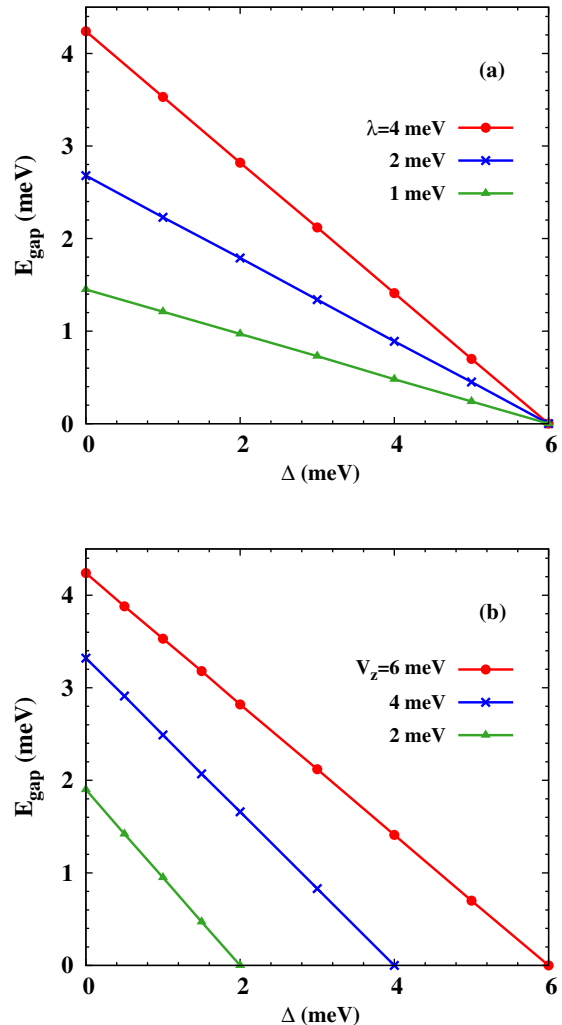 4
3
2
1
0
E_gap (meV)
(a)
λ=4 meV
2 meV
1 meV
0 2 4 6
Δ (meV)
4
3
2
1
0
E_gap (meV)
(b)
V_z=6 meV
4 meV
2 meV
0 2 4 6
Δ (meV)